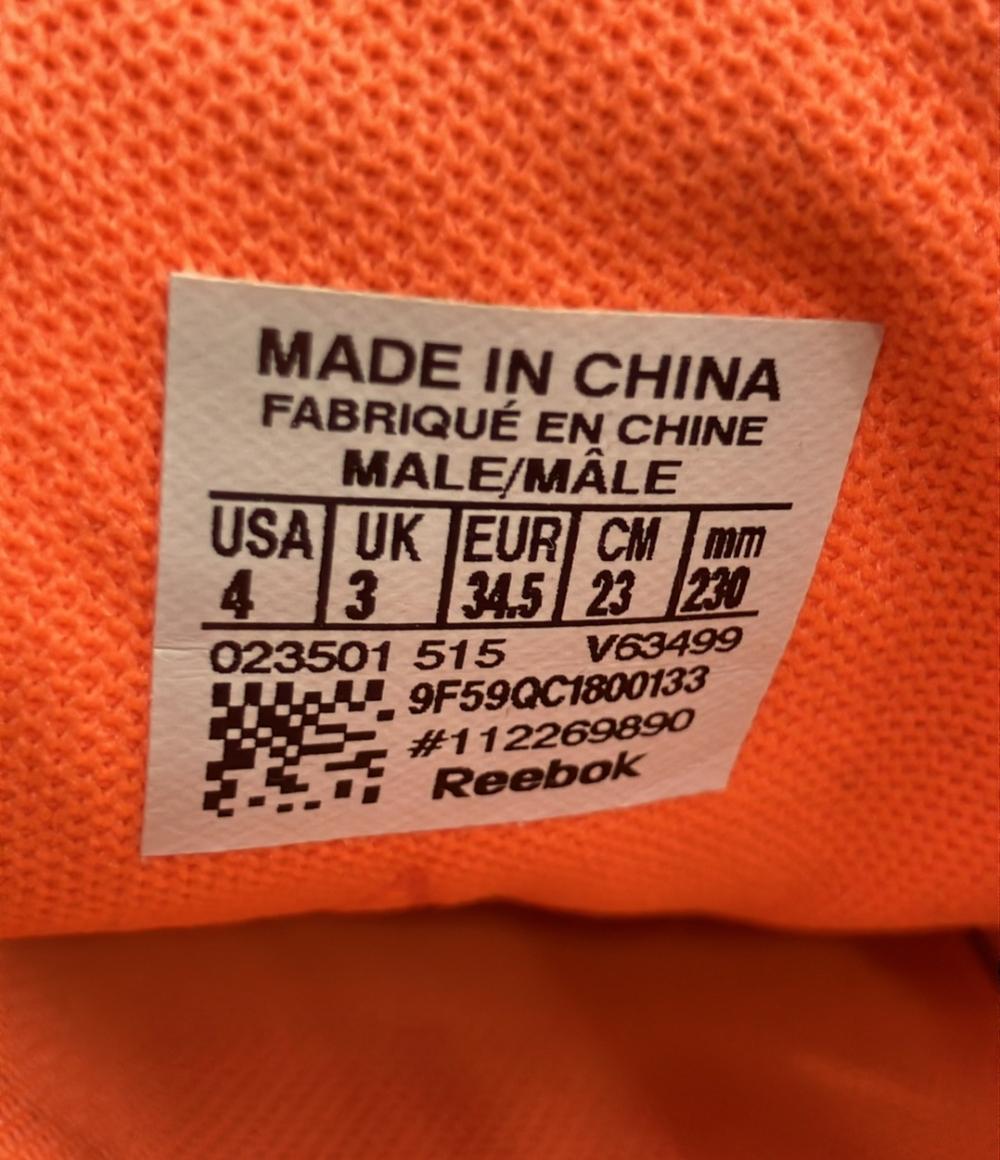 MADE IN CHINA
FABRIQUÉ EN CHINE
MALE/MÂLE
USA UK EUR CM mm
4 3 34.5 23 230
023501 515 V63499
9F59QC1800133
#112269890
Reebok